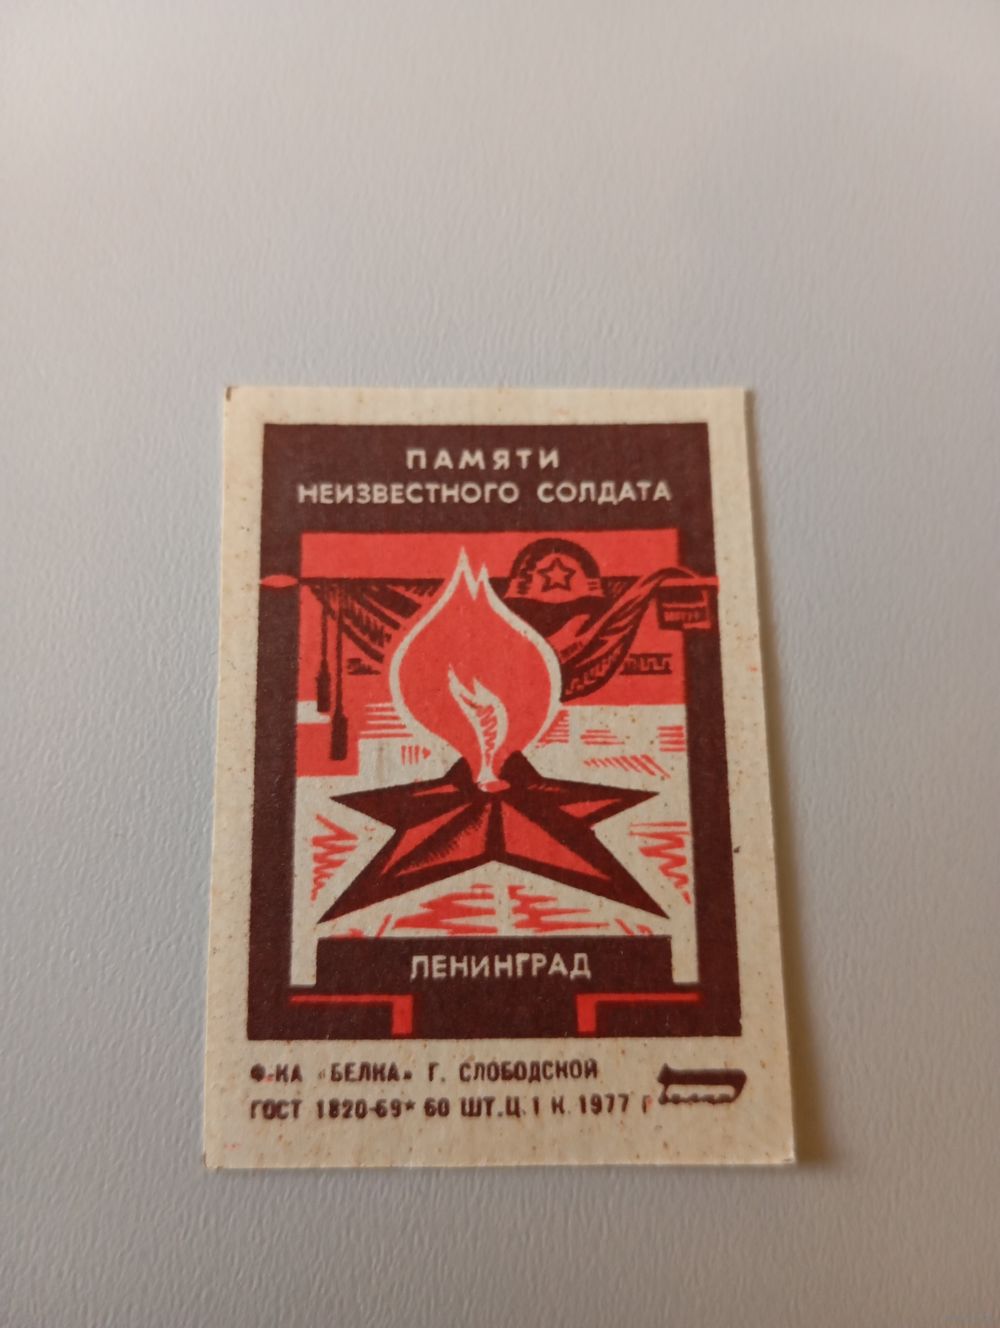 ПАМЯТИ
НЕИЗВЕСТНОГО СОЛДАТА
ЛЕНИНГРАД
Ф-КА «БЕЛКА» Г. СЛОБОДСКОЙ
ГОСТ 1820-69* 60 ШТ. Ц. 1 К. 1977 Г